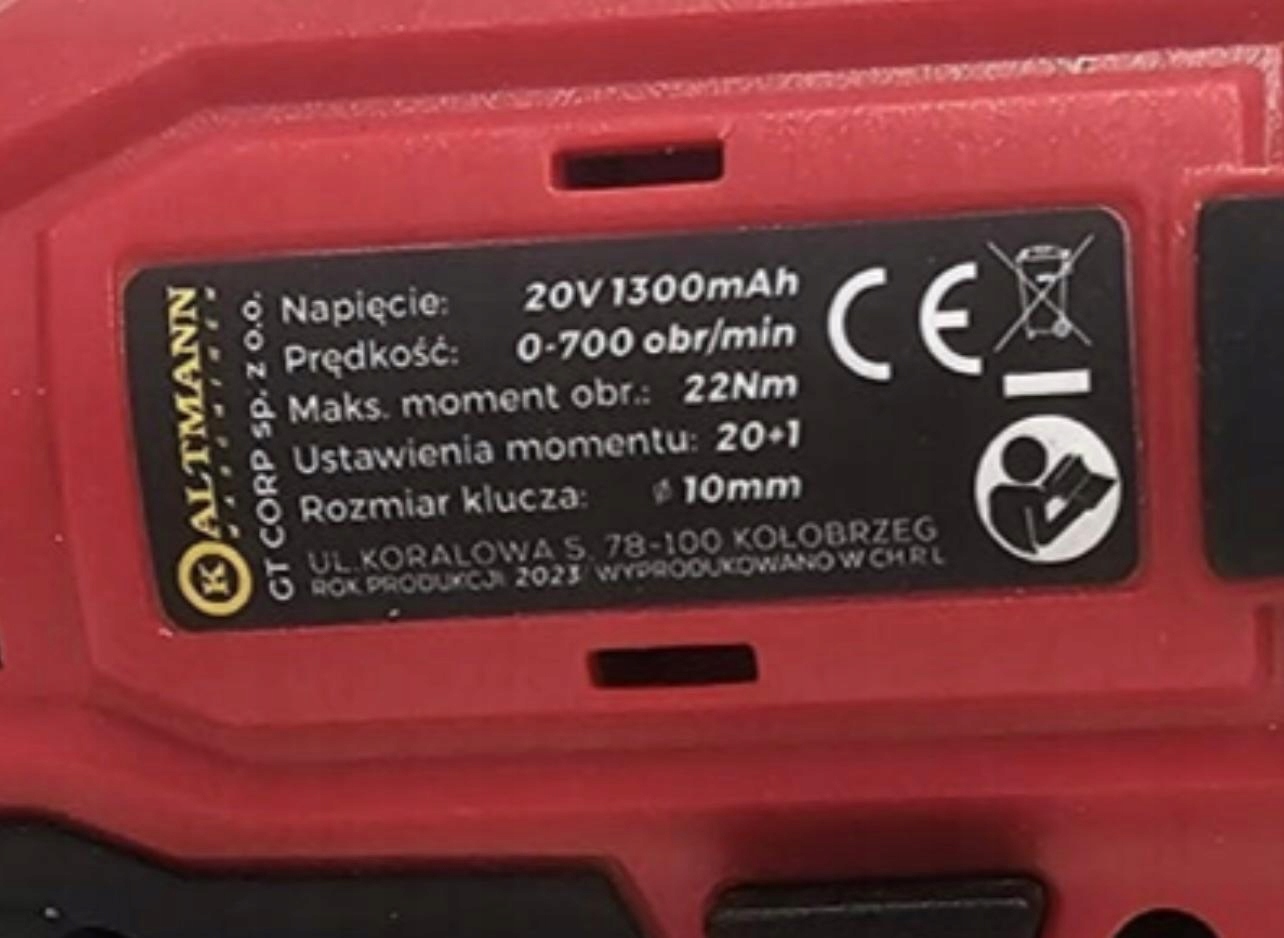 Napięcie: 20V 1300mAh
Prędkość: 0-700 obr/min
Maks. moment obr.: 22Nm
Ustawienia momentu: 20+1
Rozmiar klucza: ø 10mm
UL.KORALOWA 5, 78-100 KOŁOBRZEG
ROK PRODUKCJI: 2023 WYPRODUKOWANO W CH.R.L
K ALTMANN
GT CORP sp. z o.o.
CE